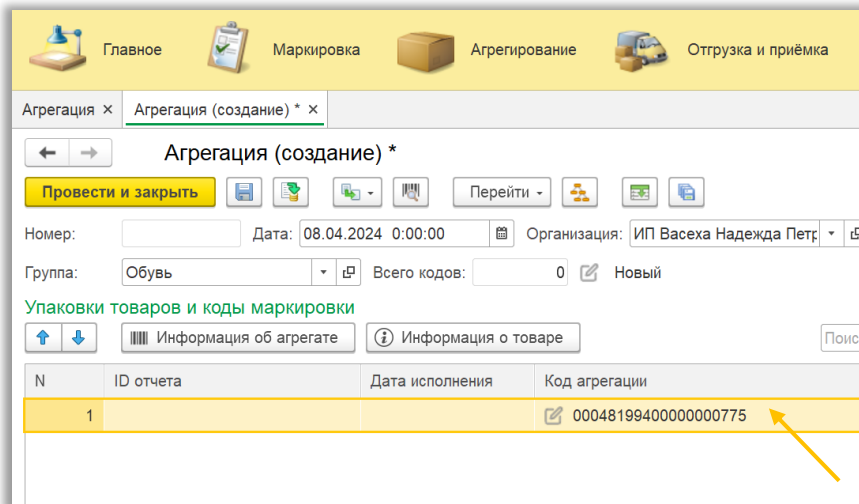 Главное Маркировка Агрегирование Отгрузка и приёмка
Агрегация × Агрегация (создание) * ×
Агрегация (создание) *
Провести и закрыть Перейти
Номер: Дата: 08.04.2024 0:00:00 Организация: ИП Васеха Надежда Петр
Группа: Обувь Всего кодов: 0 Новый
Упаковки товаров и коды маркировки
Информация об агрегате Информация о товаре Поис
N ID отчета Дата исполнения Код агрегации
1 00048199400000000775